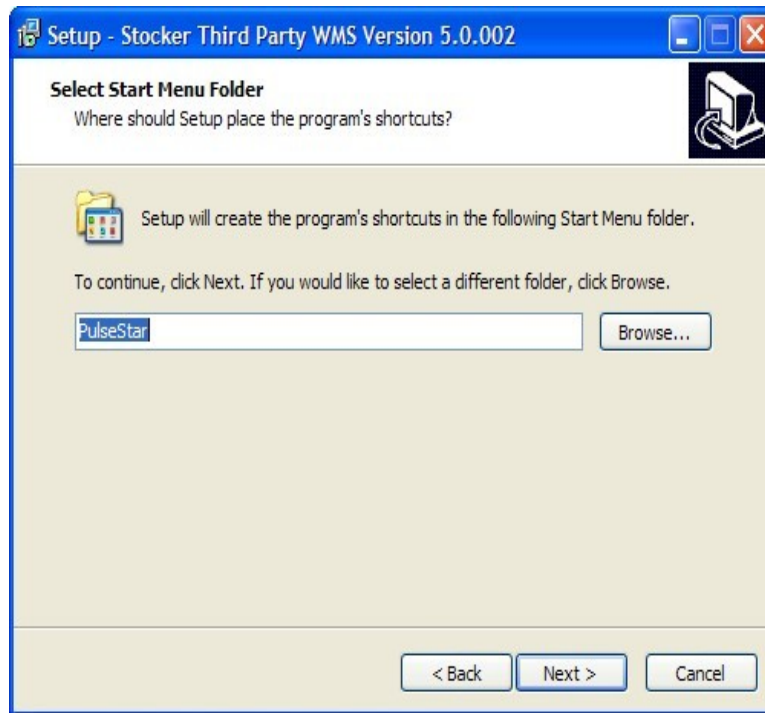 Setup - Stocker Third Party WMS Version 5.0.002
Select Start Menu Folder
Where should Setup place the program's shortcuts?
Setup will create the program's shortcuts in the following Start Menu folder.
To continue, click Next. If you would like to select a different folder, click Browse.
PulseStar
Browse...
< Back
Next >
Cancel